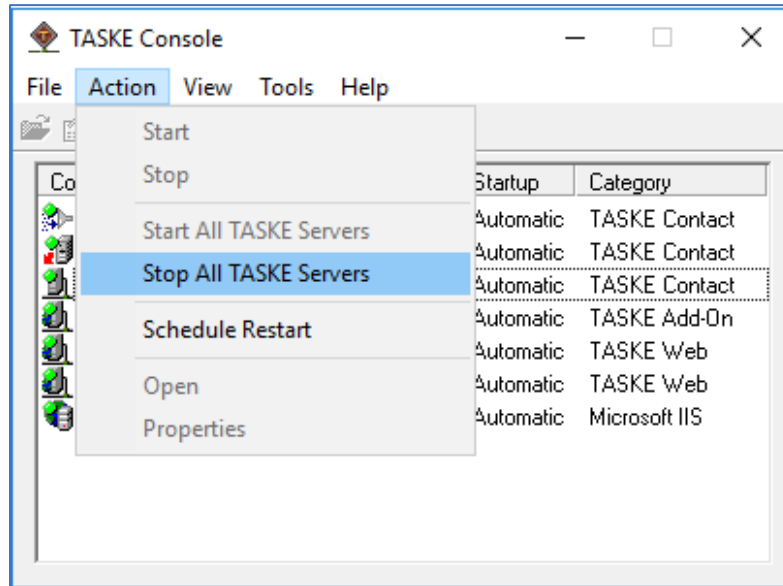 TASKE Console
File Action View Tools Help
Start
Stop
Start All TASKE Servers
Stop All TASKE Servers
Schedule Restart
Open
Properties
Co Startup Category
Automatic TASKE Contact
Automatic TASKE Contact
Automatic TASKE Contact
Automatic TASKE Add-On
Automatic TASKE Web
Automatic TASKE Web
Automatic Microsoft IIS